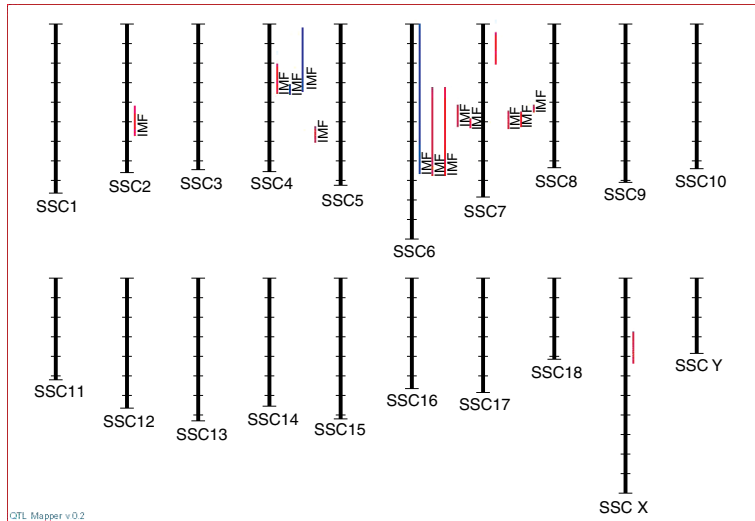 IMF
IMF
IMF
IMF
IMF
IMF
IMF
IMF
IMF
IMF
IMF
IMF
IMF
SSC1
SSC2
SSC3
SSC4
SSC5
SSC6
SSC7
SSC8
SSC9
SSC10
SSC11
SSC12
SSC13
SSC14
SSC15
SSC16
SSC17
SSC18
SSC X
SSC Y
QTL Mapper v 0.2